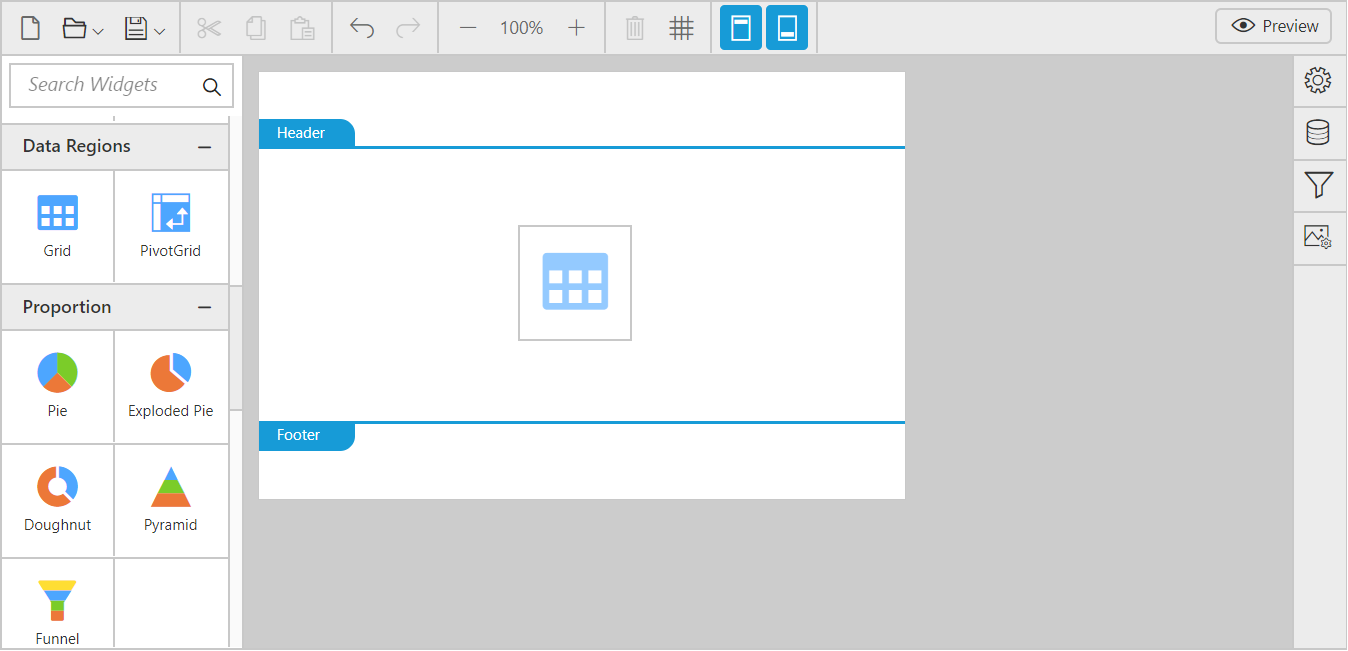 100%
Preview
Search Widgets
Data Regions
Grid
PivotGrid
Proportion
Pie
Exploded Pie
Doughnut
Pyramid
Funnel
Header
Footer